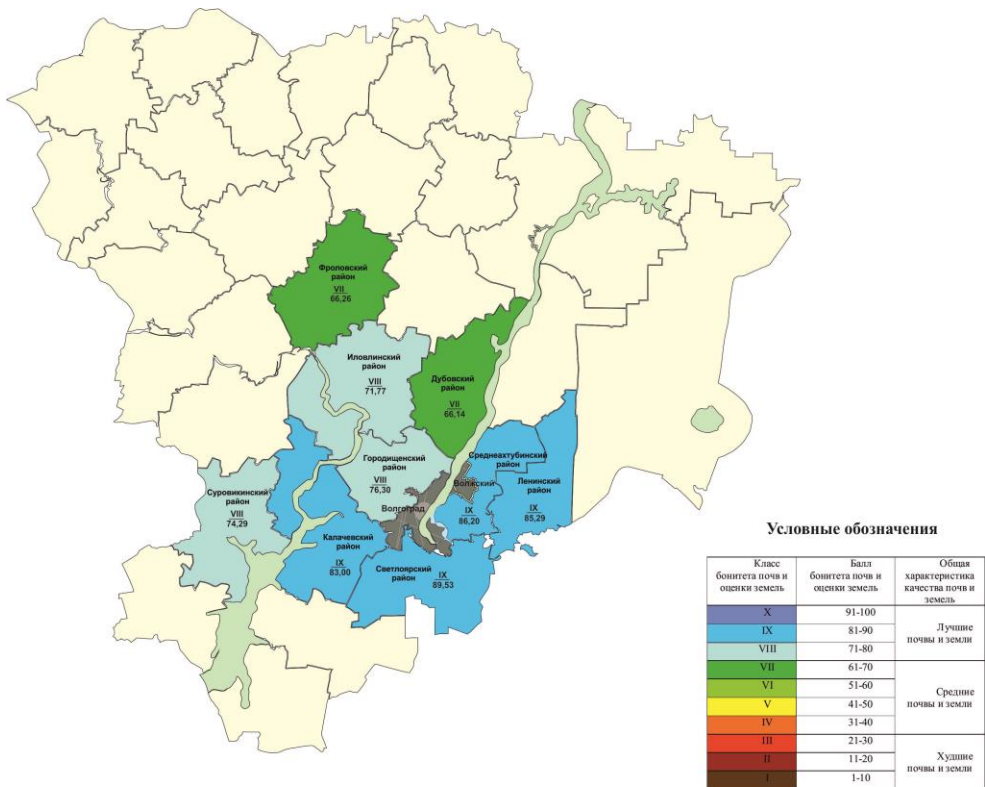 Фроловский
район
VII
66,26
Иловлинский
район
VIII
71,77
Дубовский
район
VII
66,14
Городищенский
район
VIII
76,30
Среднеахтубинский
район
IX
86,20
Волжский
Ленинский
район
IX
85,29
Волгоград
Суровикинский
район
VIII
74,29
Калачевский
район
IX
83,00
Светлоярский
район
IX
89,53
Условные обозначения
Класс
бонитета почв и
оценки земель
Балл
бонитета почв и
оценки земель
Общая
характеристика
качества почв и
земель
X 91-100
IX 81-90
VIII 71-80
Лучшие
почвы и земли
VII 61-70
VI 51-60
V 41-50
IV 31-40
Средние
почвы и земли
III 21-30
II 11-20
I 1-10
Худшие
почвы и земли